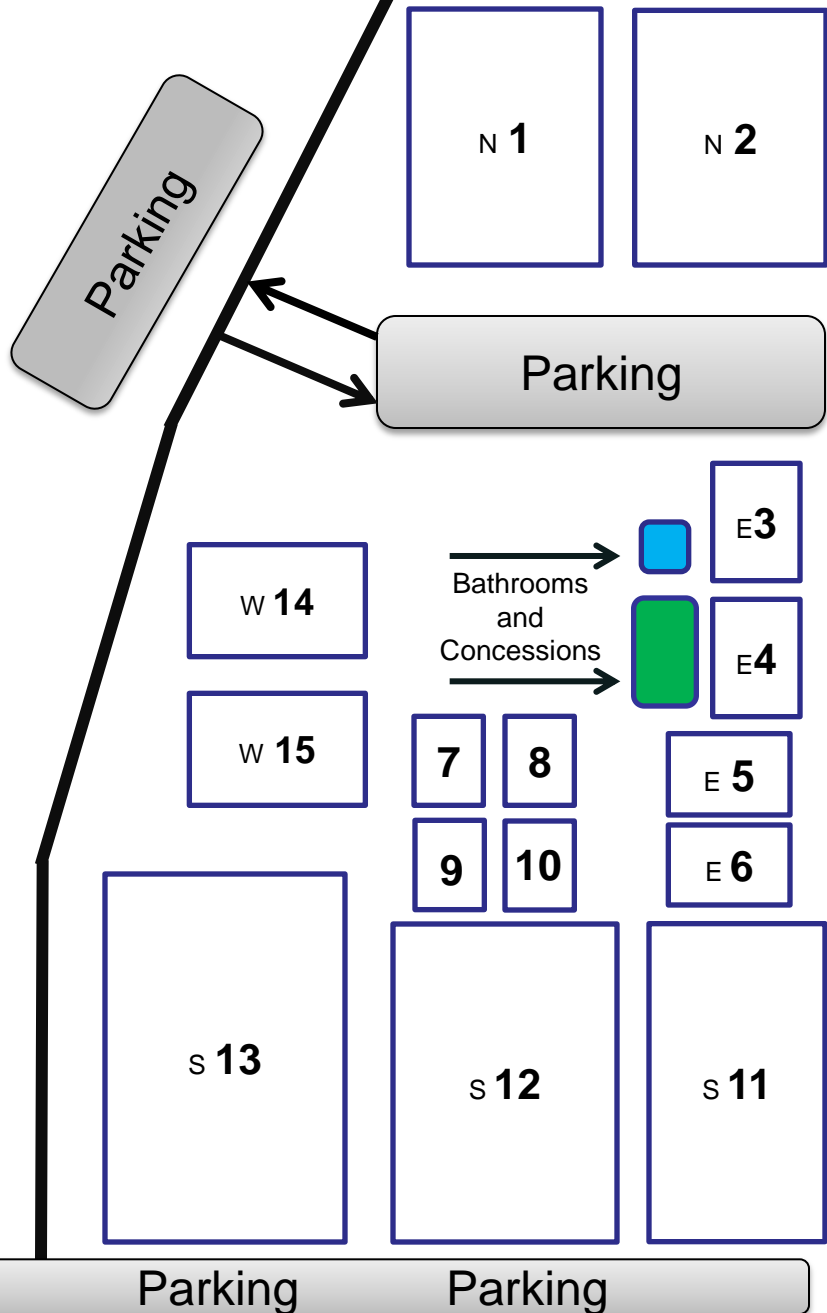 N 1
N 2
Parking
Parking
E3
Bathrooms
and
Concessions
W 14
E4
W 15
7
8
E 5
9
10
E 6
S 13
S 12
S 11
Parking
Parking